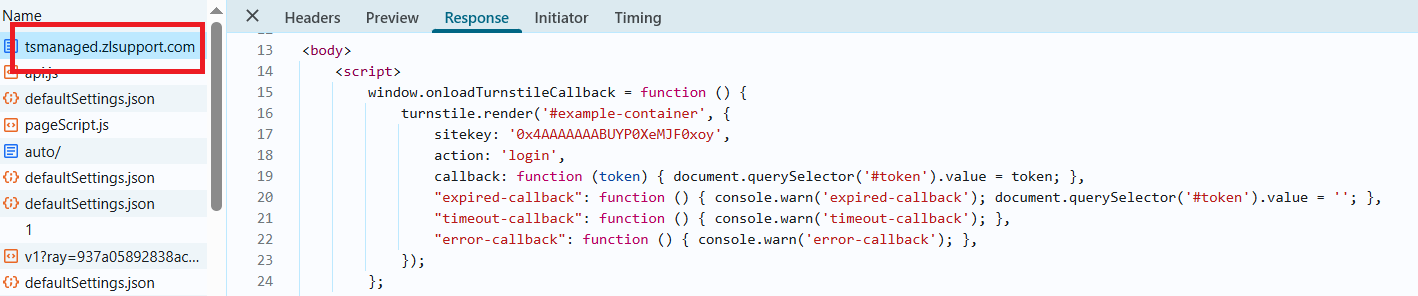 Name
tsmanaged.zlsupport.com
api.js
defaultSettings.json
pageScript.js
auto/
defaultSettings.json
defaultSettings.json
1
v1?ray=937a05892838ac...
defaultSettings.json
Headers Preview Response Initiator Timing
13 <body>
14 <script>
15 window.onloadTurnstileCallback = function () {
16 turnstile.render('#example-container', {
17 sitekey: '0x4AAAAAAABUYP0XeMJF0xoy',
18 action: 'login',
19 callback: function (token) { document.querySelector('#token').value = token; },
20 "expired-callback": function () { console.warn('expired-callback'); document.querySelector('#token').value = ''; },
21 "timeout-callback": function () { console.warn('timeout-callback'); },
22 "error-callback": function () { console.warn('error-callback'); },
23 });
24 };